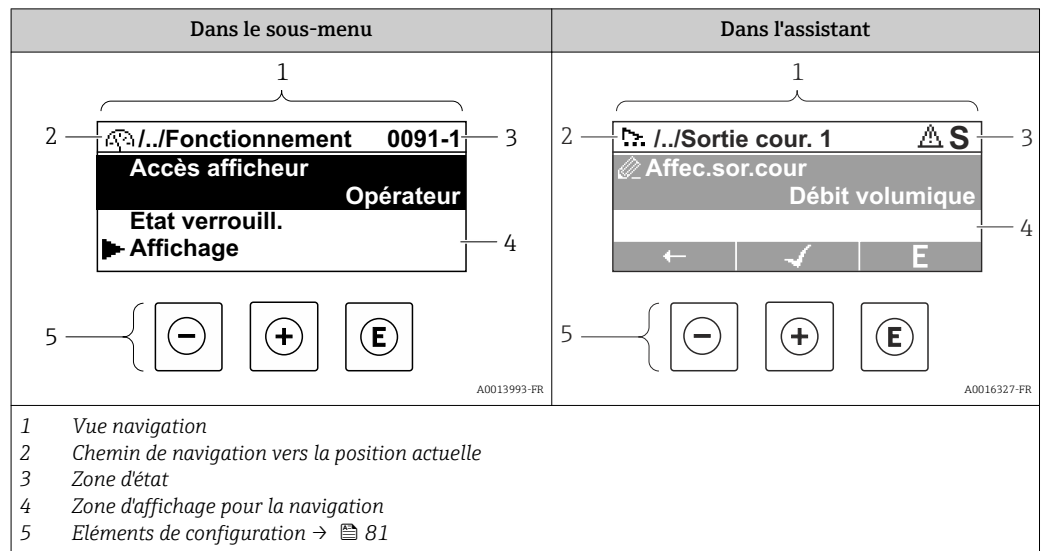 Dans le sous-menu
1
2
/../Fonctionnement 0091-1
3
Accès afficheur
Opérateur
Etat verrouill.
Affichage
4
5
− + E
A0013993-FR
Dans l'assistant
1
2
/../Sortie cour. 1 ⚠ S
3
Affec.sor.cour
Débit volumique
4
← ✓ E
5
− + E
A0016327-FR
1 Vue navigation
2 Chemin de navigation vers la position actuelle
3 Zone d'état
4 Zone d'affichage pour la navigation
5 Eléments de configuration → 81